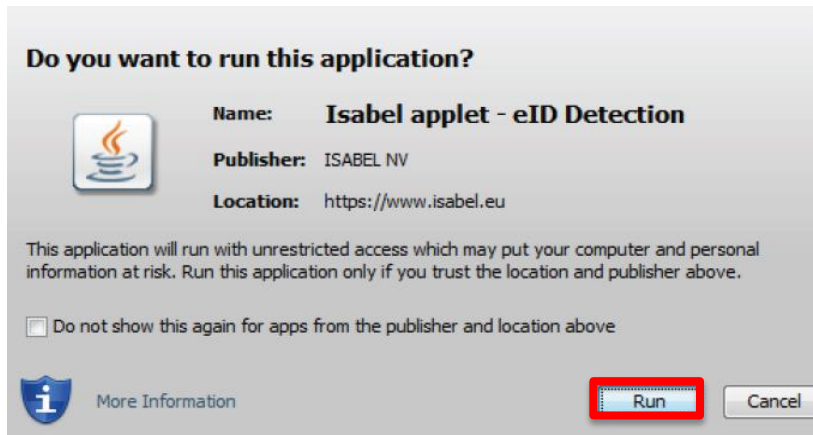 Do you want to run this application?
Name: Isabel applet - eID Detection
Publisher: ISABEL NV
Location: https://www.isabel.eu
This application will run with unrestricted access which may put your computer and personal
information at risk. Run this application only if you trust the location and publisher above.
Do not show this again for apps from the publisher and location above
More Information Run Cancel